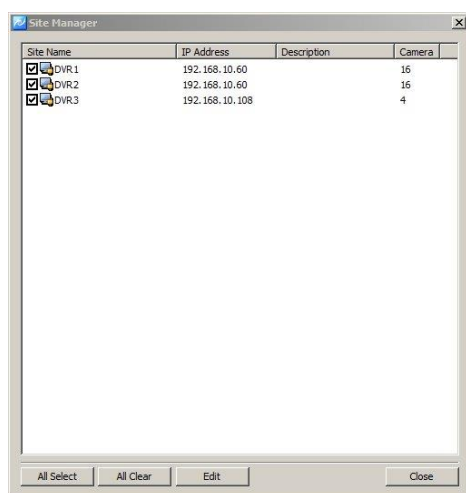 Site Manager
Site Name IP Address Description Camera
DVR1 192.168.10.60 16
DVR2 192.168.10.60 16
DVR3 192.168.10.108 4
All Select All Clear Edit Close